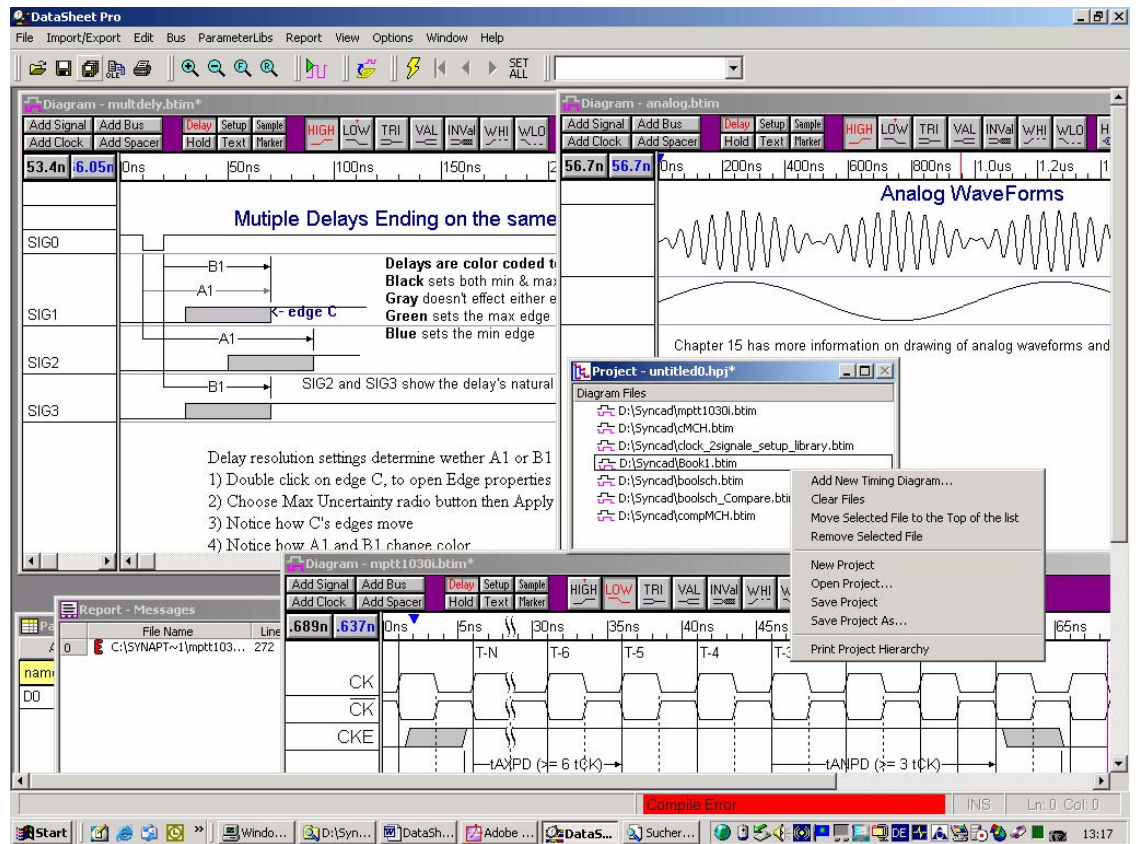 DataSheet Pro
File Import/Export Edit Bus ParameterLibs Report View Options Window Help
SET ALL
Diagram - multdely.btim*
Add Signal Add Bus Delay Setup Sample HIGH LOW TRI VAL INVal WHI WLO
Add Clock Add Spacer Hold Text Marker
53.4n 0ns 50ns 100ns 150ns
Mutiple Delays Ending on the same
SIG0
B1
Delays are color coded
Black sets both min &
A1
Gray doesn't effect either
SIG1
<- edge C
Green sets the max edge
A1
Blue sets the min edge
SIG2
B1
SIG2 and SIG3 show the delay's natural
SIG3
Delay resolution settings determine wether A1 or B1
1) Double click on edge C, to open Edge properties
2) Choose Max Uncertainty radio button then Apply
3) Notice how C's edges move
4) Notice how A1 and B1 change color
Diagram - analog.btim
Add Signal Add Bus Delay Setup Sample HIGH LOW TRI VAL INVal WHI WLO H
Add Clock Add Spacer Hold Text Marker
56.7n 56.7n 0ns 200ns 400ns 600ns 800ns 1.0us 1.2us
Analog WaveForms
Chapter 15 has more information on drawing of analog waveforms and
Project - untitled0.hpj*
Diagram Files
D:\Syncad\mptt1030i.btim
D:\Syncad\cMCH.btim
D:\Syncad\clock_2signale_setup_library.btim
D:\Syncad\Book1.btim
D:\Syncad\boolsch.btim
D:\Syncad\boolsch_Compare.btim
D:\Syncad\compMCH.btim
Add New Timing Diagram...
Clear Files
Move Selected File to the Top of the list
Remove Selected File
New Project
Open Project...
Save Project
Save Project As...
Print Project Hierarchy
Diagram - mptt1030i.btim*
Add Signal Add Bus Delay Setup Sample HIGH LOW TRI VAL INVal WHI
Add Clock Add Spacer Hold Text Marker
.689n .637n 0ns 5ns 30ns 35ns 40ns 45ns 65ns
T-N T-6 T-5 T-4
CK
CK
CKE
tAXPD (>= 6 tCK)
tANPD (>= 3 tCK)
Report - Messages
File Name Line
0 E C:\SYNAPT~1\mptt103... 272
D0
Compile Error INS Ln: 0 Col: 0
Start Windo... D:\Syn... DataSh... Adobe ... DataS... Sucher... DE 13:17